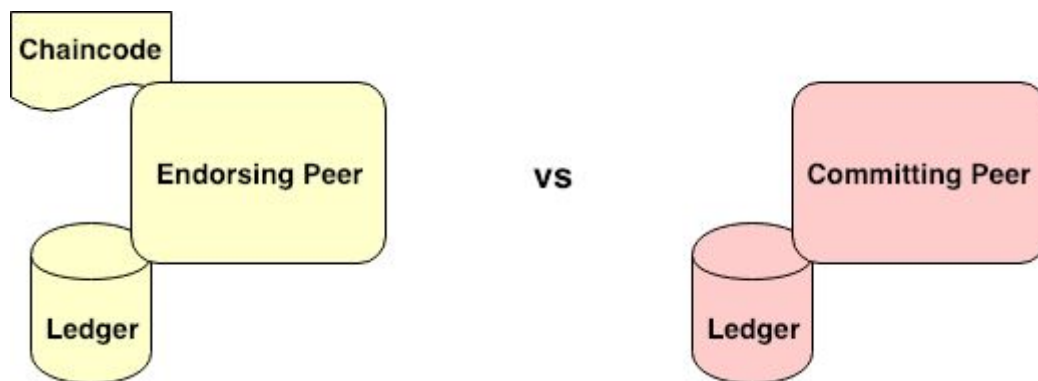 Chaincode
Endorsing Peer
Ledger
vs
Committing Peer
Ledger